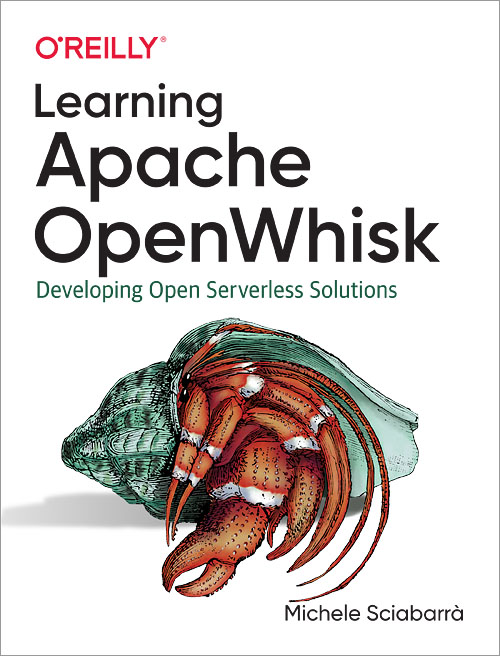 O'REILLY®
Learning
Apache
OpenWhisk
Developing Open Serverless Solutions
Michele Sciabarrà